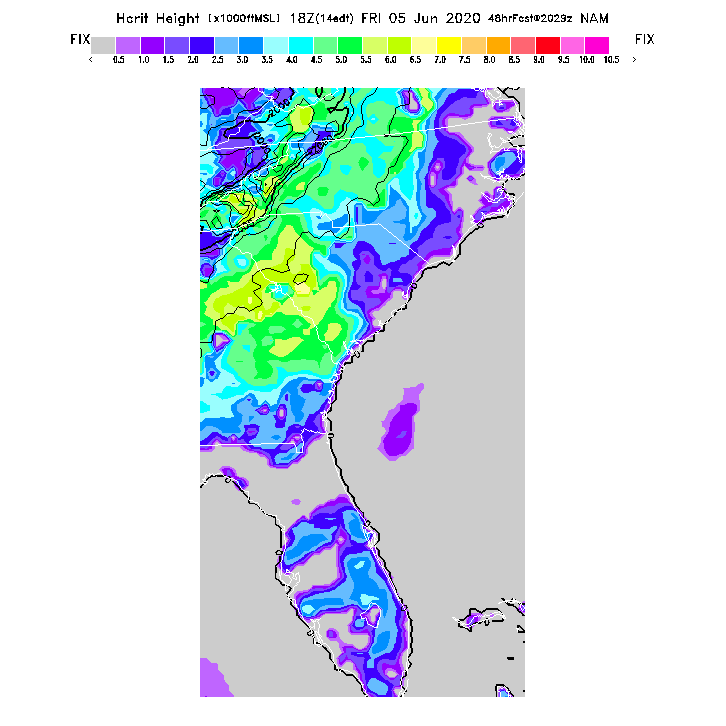 Hcrit Height [x1000ftMSL] 18Z(14edt) FRI 05 Jun 2020 48hrFcst@2029z NAM
FIX FIX
< 0.5 1.0 1.5 2.0 2.5 3.0 3.5 4.0 4.5 5.0 5.5 6.0 6.5 7.0 7.5 8.0 8.5 9.0 9.5 10.0 10.5 >